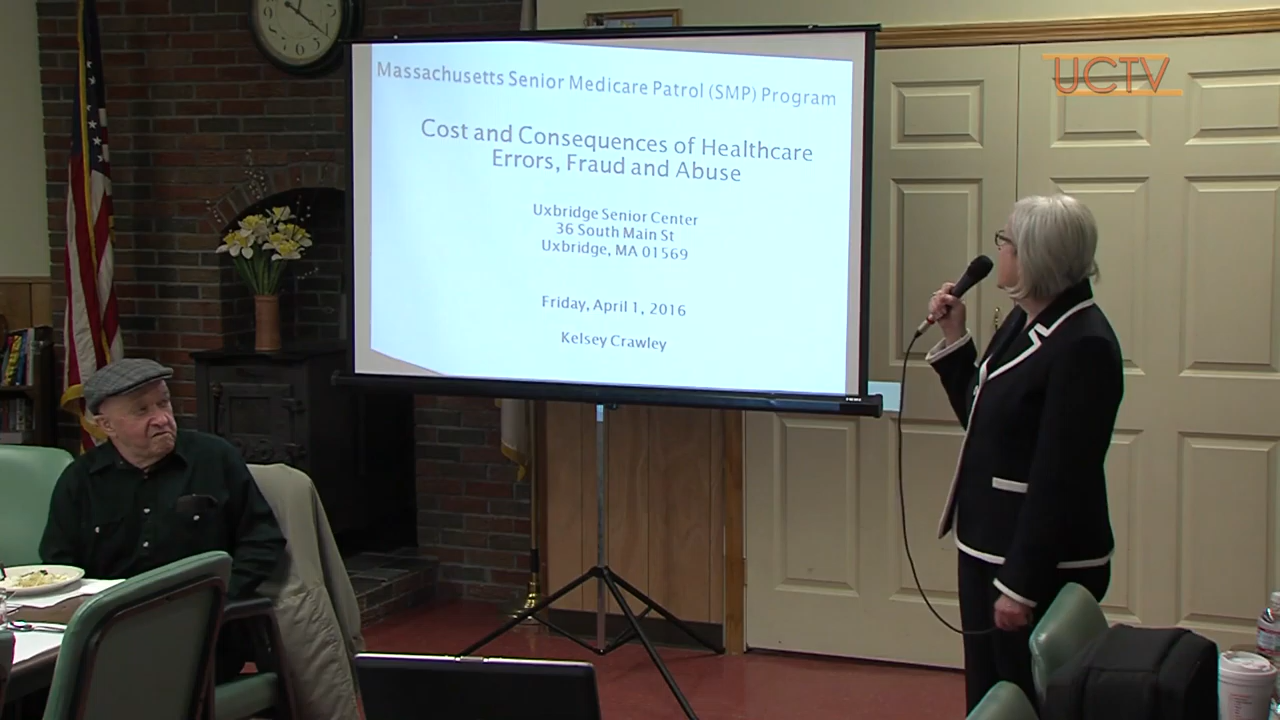 UCTV
Massachusetts Senior Medicare Patrol (SMP) Program
Cost and Consequences of Healthcare
Errors, Fraud and Abuse
Uxbridge Senior Center
36 South Main St
Uxbridge, MA 01569
Friday, April 1, 2016
Kelsey Crawley